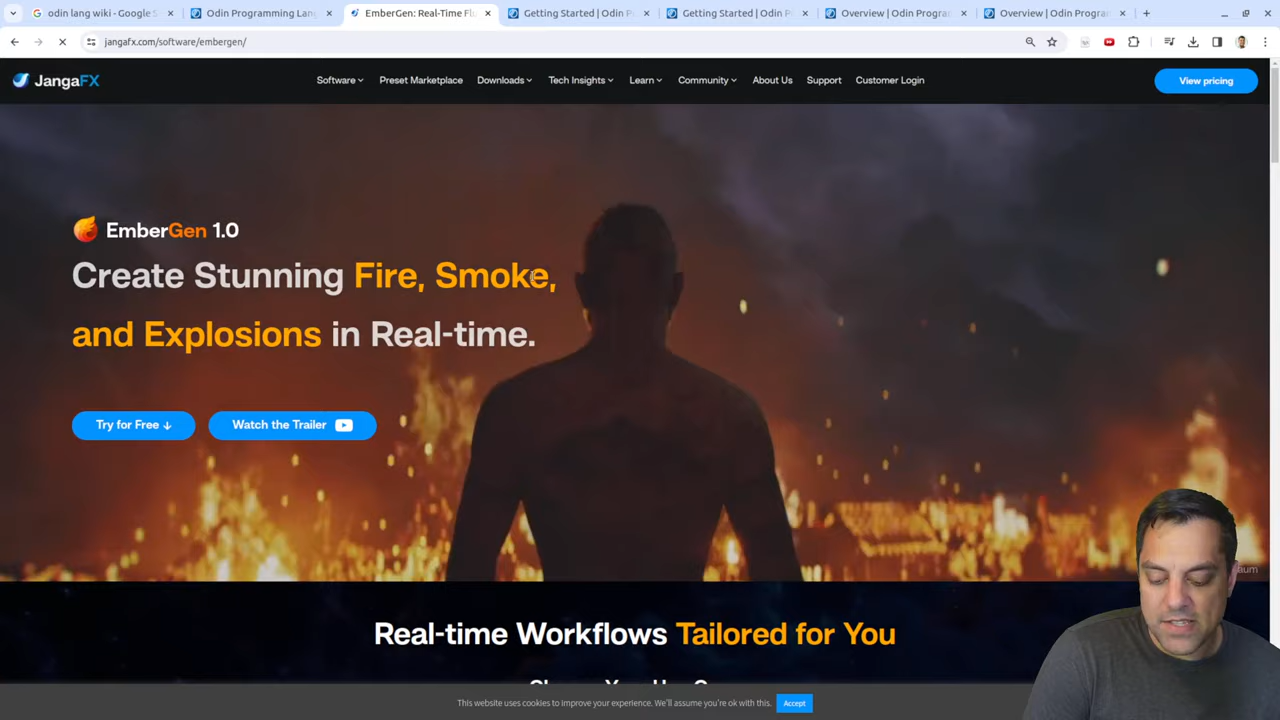 odin lang wiki - Google S
Odin Programming Lang
EmberGen: Real-Time Flu
Getting Started | Odin P
Getting Started | Odin P
Overview | Odin Program
Overview | Odin Program
jangafx.com/software/embergen/
JangaFX
Software
Preset Marketplace
Downloads
Tech Insights
Learn
Community
About Us
Support
Customer Login
View pricing
EmberGen 1.0
Create Stunning Fire, Smoke,
and Explosions in Real-time.
Try for Free
Watch the Trailer
Real-time Workflows Tailored for You
This website uses cookies to improve your experience. We'll assume you're ok with this.
Accept